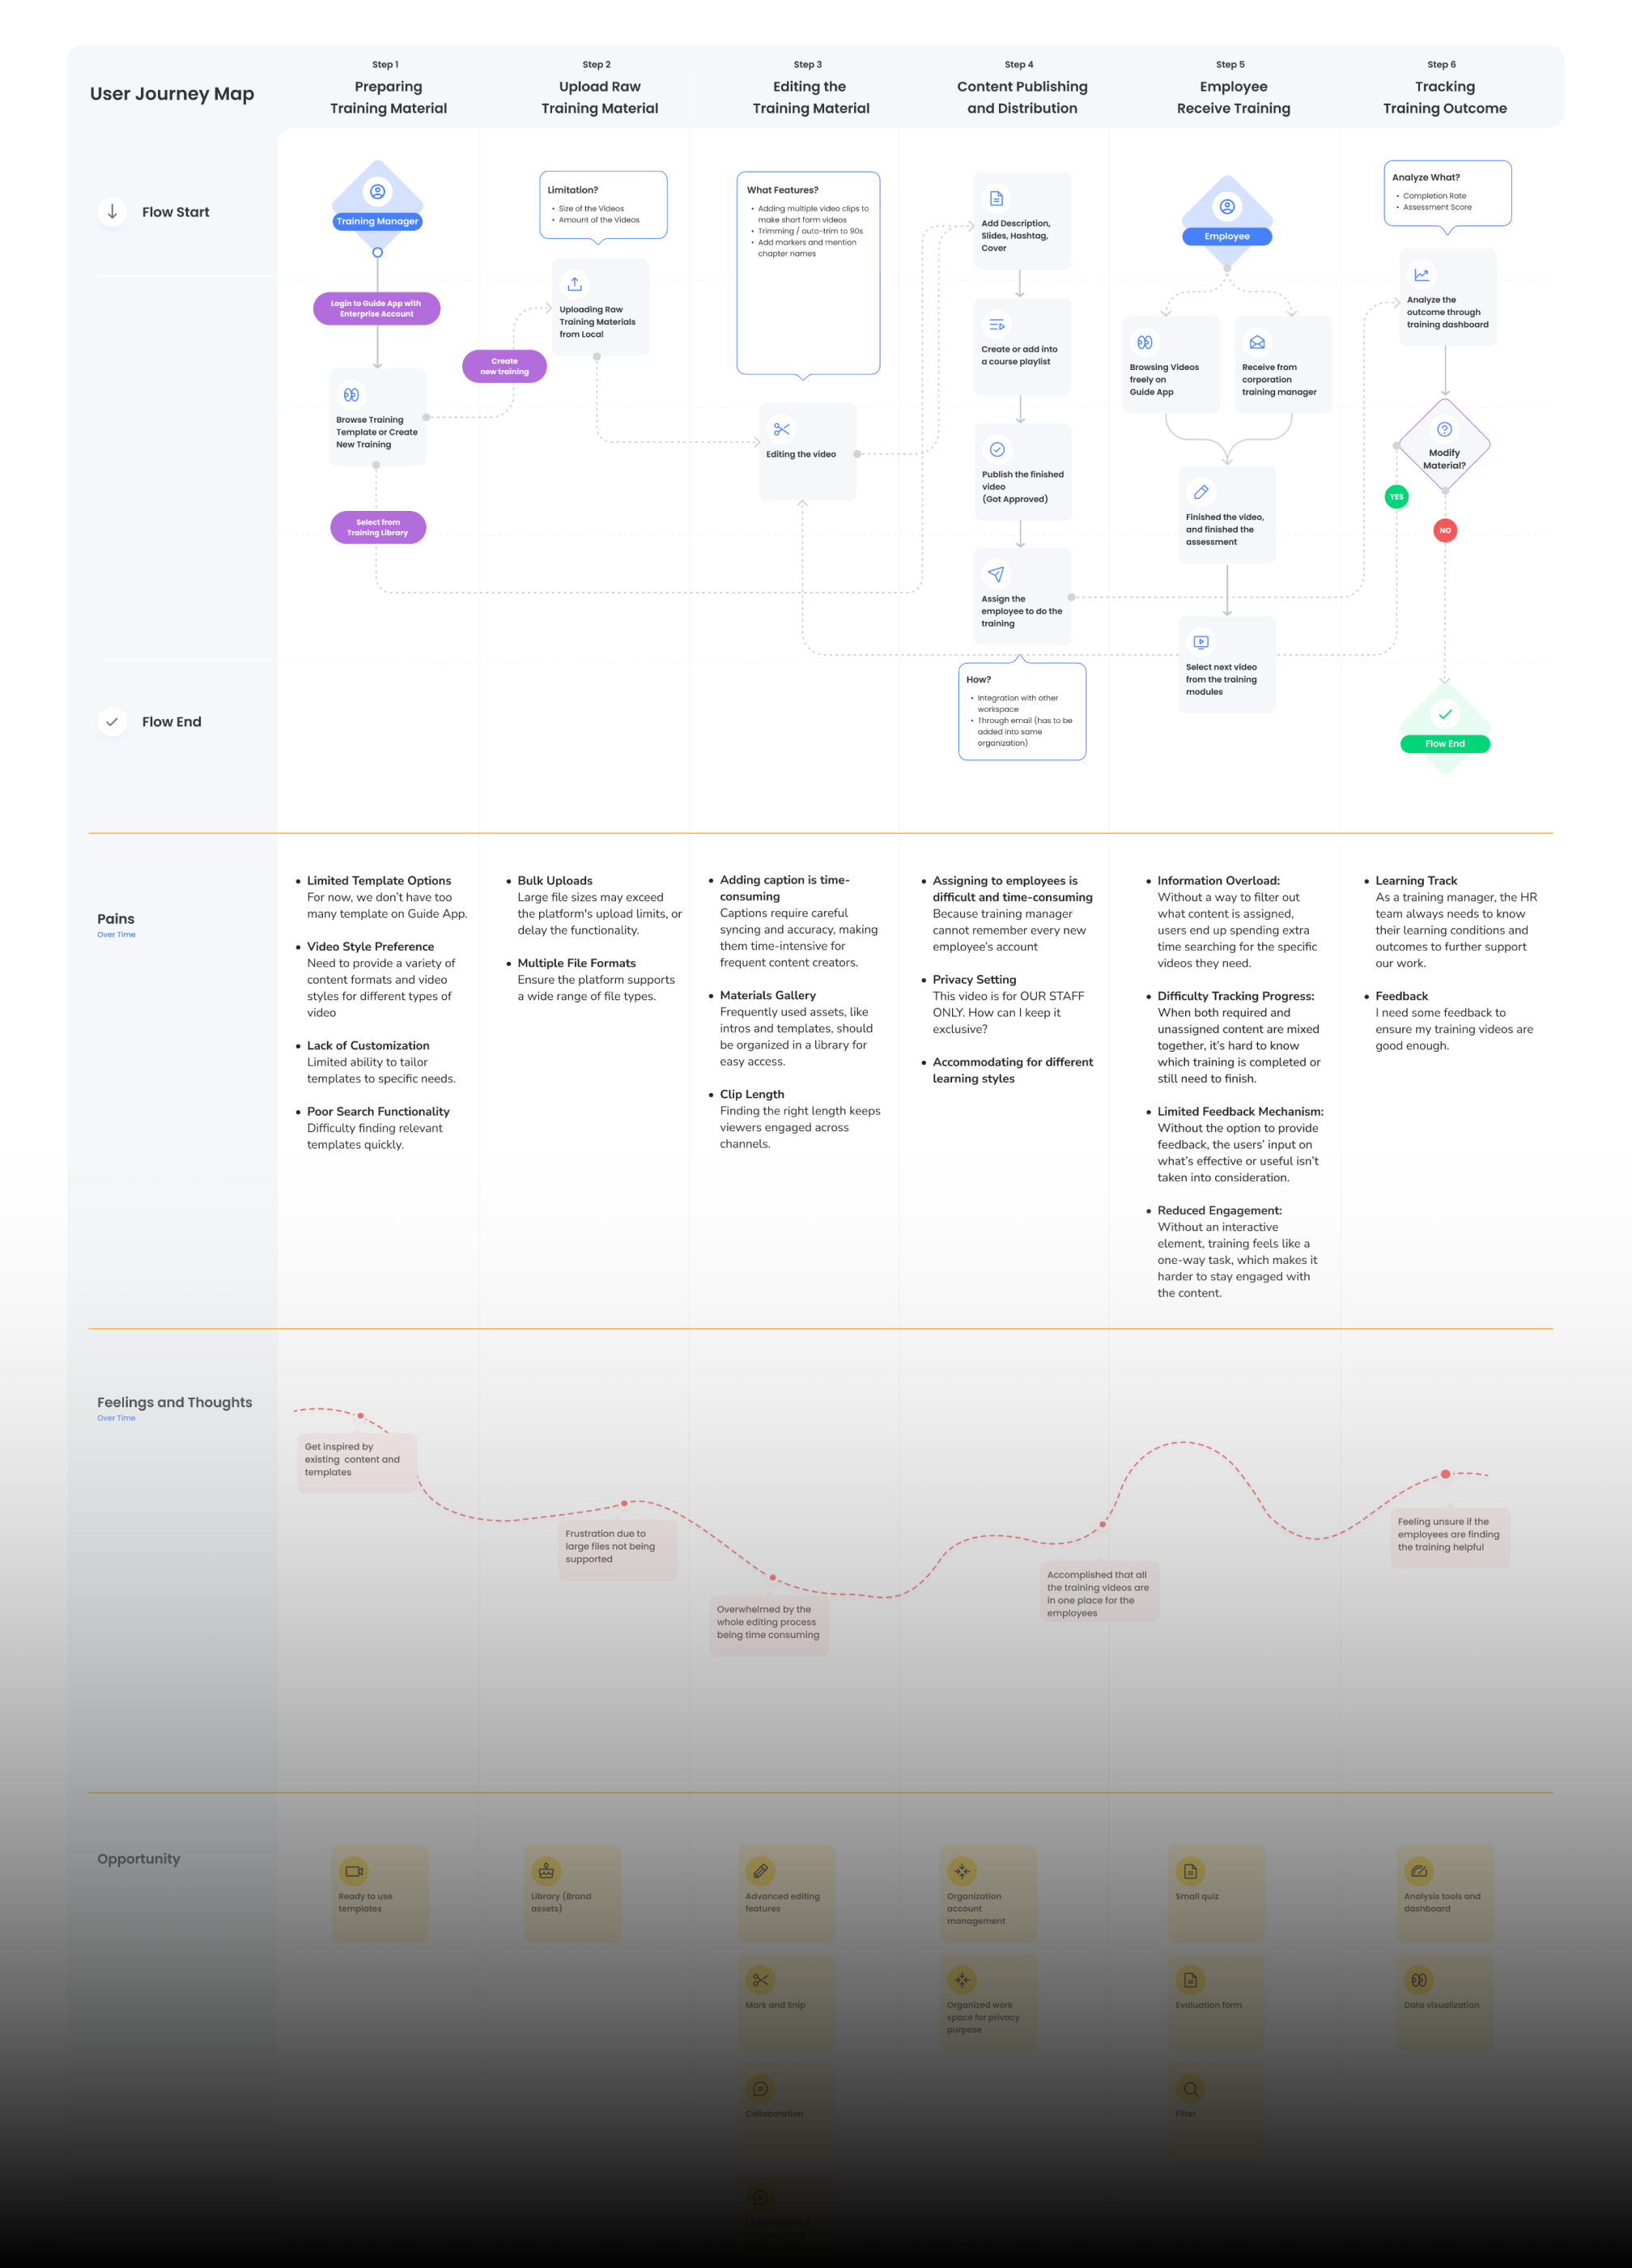 User Journey Map
Step 1
Preparing
Training Material
Step 2
Upload Raw
Training Material
Step 3
Editing the
Training Material
Step 4
Content Publishing
and Distribution
Step 5
Employee
Receive Training
Step 6
Tracking
Training Outcome
Flow Start
Training Manager
Login to Guide App with
Enterprise Account
Browse Training
Template or Create
New Training
Select from
Training Library
Create
new training
Limitation?
• Size of the Videos
• Amount of the Videos
Uploading Raw
Training Materials
from Local
What Features?
• Adding multiple video clips to
make short form videos
• Trimming / auto-trim to 90s
• Add markers and mention
chapter names
Editing the video
Add Description,
Slides, Hashtag,
Cover
Create or add into
a course playlist
Publish the finished
video
(Got Approved)
Assign the
employee to do the
training
How?
• Integration with other
workspace
• Through email (has to be
added into same
organization)
Employee
Browsing Videos
freely on
Guide App
Receive from
corporation
training manager
Finished the video,
and finished the
assessment
Select next video
from the training
modules
Analyze What?
• Completion Rate
• Assessment Score
Analyze the
outcome through
training dashboard
Modify
Material?
YES
NO
Flow End
Flow End
Pains
Over Time
• Limited Template Options
For now, we don't have too
many template on Guide App.
• Video Style Preference
Need to provide a variety of
content formats and video
styles for different types of
video
• Lack of Customization
Limited ability to tailor
templates to specific needs.
• Poor Search Functionality
Difficulty finding relevant
templates quickly.
• Bulk Uploads
Large file sizes may exceed
the platform's upload limits, or
delay the functionality.
• Multiple File Formats
Ensure the platform supports
a wide range of file types.
• Adding caption is time-
consuming
Captions require careful
syncing and accuracy, making
them time-intensive for
frequent content creators.
• Materials Gallery
Frequently used assets, like
intros and templates, should
be organized in a library for
easy access.
• Clip Length
Finding the right length keeps
viewers engaged across
channels.
• Assigning to employees is
difficult and time-consuming
Because training manager
cannot remember every new
employee's account
• Privacy Setting
This video is for OUR STAFF
ONLY. How can I keep it
exclusive?
• Accommodating for different
learning styles
• Information Overload:
Without a way to filter out
what content is assigned,
users end up spending extra
time searching for the specific
videos they need.
• Difficulty Tracking Progress:
When both required and
unassigned content are mixed
together, it's hard to know
which training is completed or
still need to finish.
• Limited Feedback Mechanism:
Without the option to provide
feedback, the users' input on
what's effective or useful isn't
taken into consideration.
• Reduced Engagement:
Without an interactive
element, training feels like a
one-way task, which makes it
harder to stay engaged with
the content.
• Learning Track
As a training manager, the HR
team always needs to know
their learning conditions and
outcomes to further support
our work.
• Feedback
I need some feedback to
ensure my training videos are
good enough.
Feelings and Thoughts
Over Time
Get inspired by
existing content and
templates
Frustration due to
large files not being
supported
Overwhelmed by the
whole editing process
being time consuming
Accomplished that all
the training videos are
in one place for the
employees
Feeling unsure if the
employees are finding
the training helpful
Opportunity
Ready to use
templates
Library (Brand
assets)
Advanced editing
features
Mark and Snip
Collaboration
Organization
account
management
Organized work
space for privacy
purpose
Small quiz
Evaluation form
Filter
Analysis tools and
dashboard
Data visualization